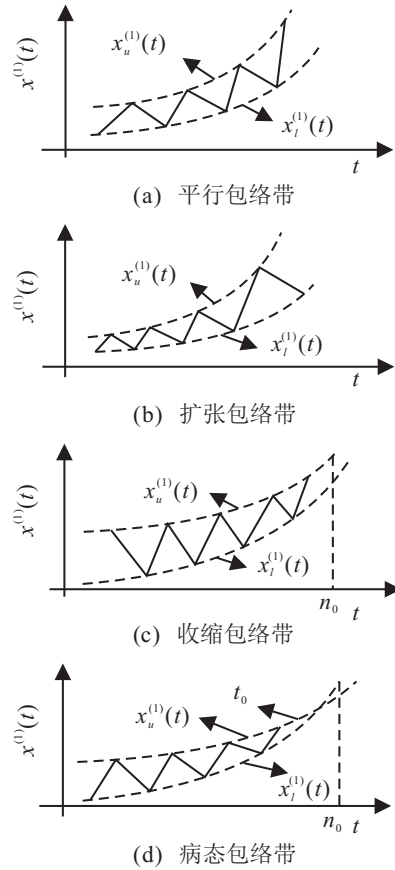 x^{(1)}(t)
x_u^{(1)}(t)
x_l^{(1)}(t)
t
(a) 平行包络带
x^{(1)}(t)
x_u^{(1)}(t)
x_l^{(1)}(t)
t
(b) 扩张包络带
x^{(1)}(t)
x_u^{(1)}(t)
x_l^{(1)}(t)
n_0 t
(c) 收缩包络带
x^{(1)}(t)
t_0
x_u^{(1)}(t)
x_l^{(1)}(t)
n_0 t
(d) 病态包络带